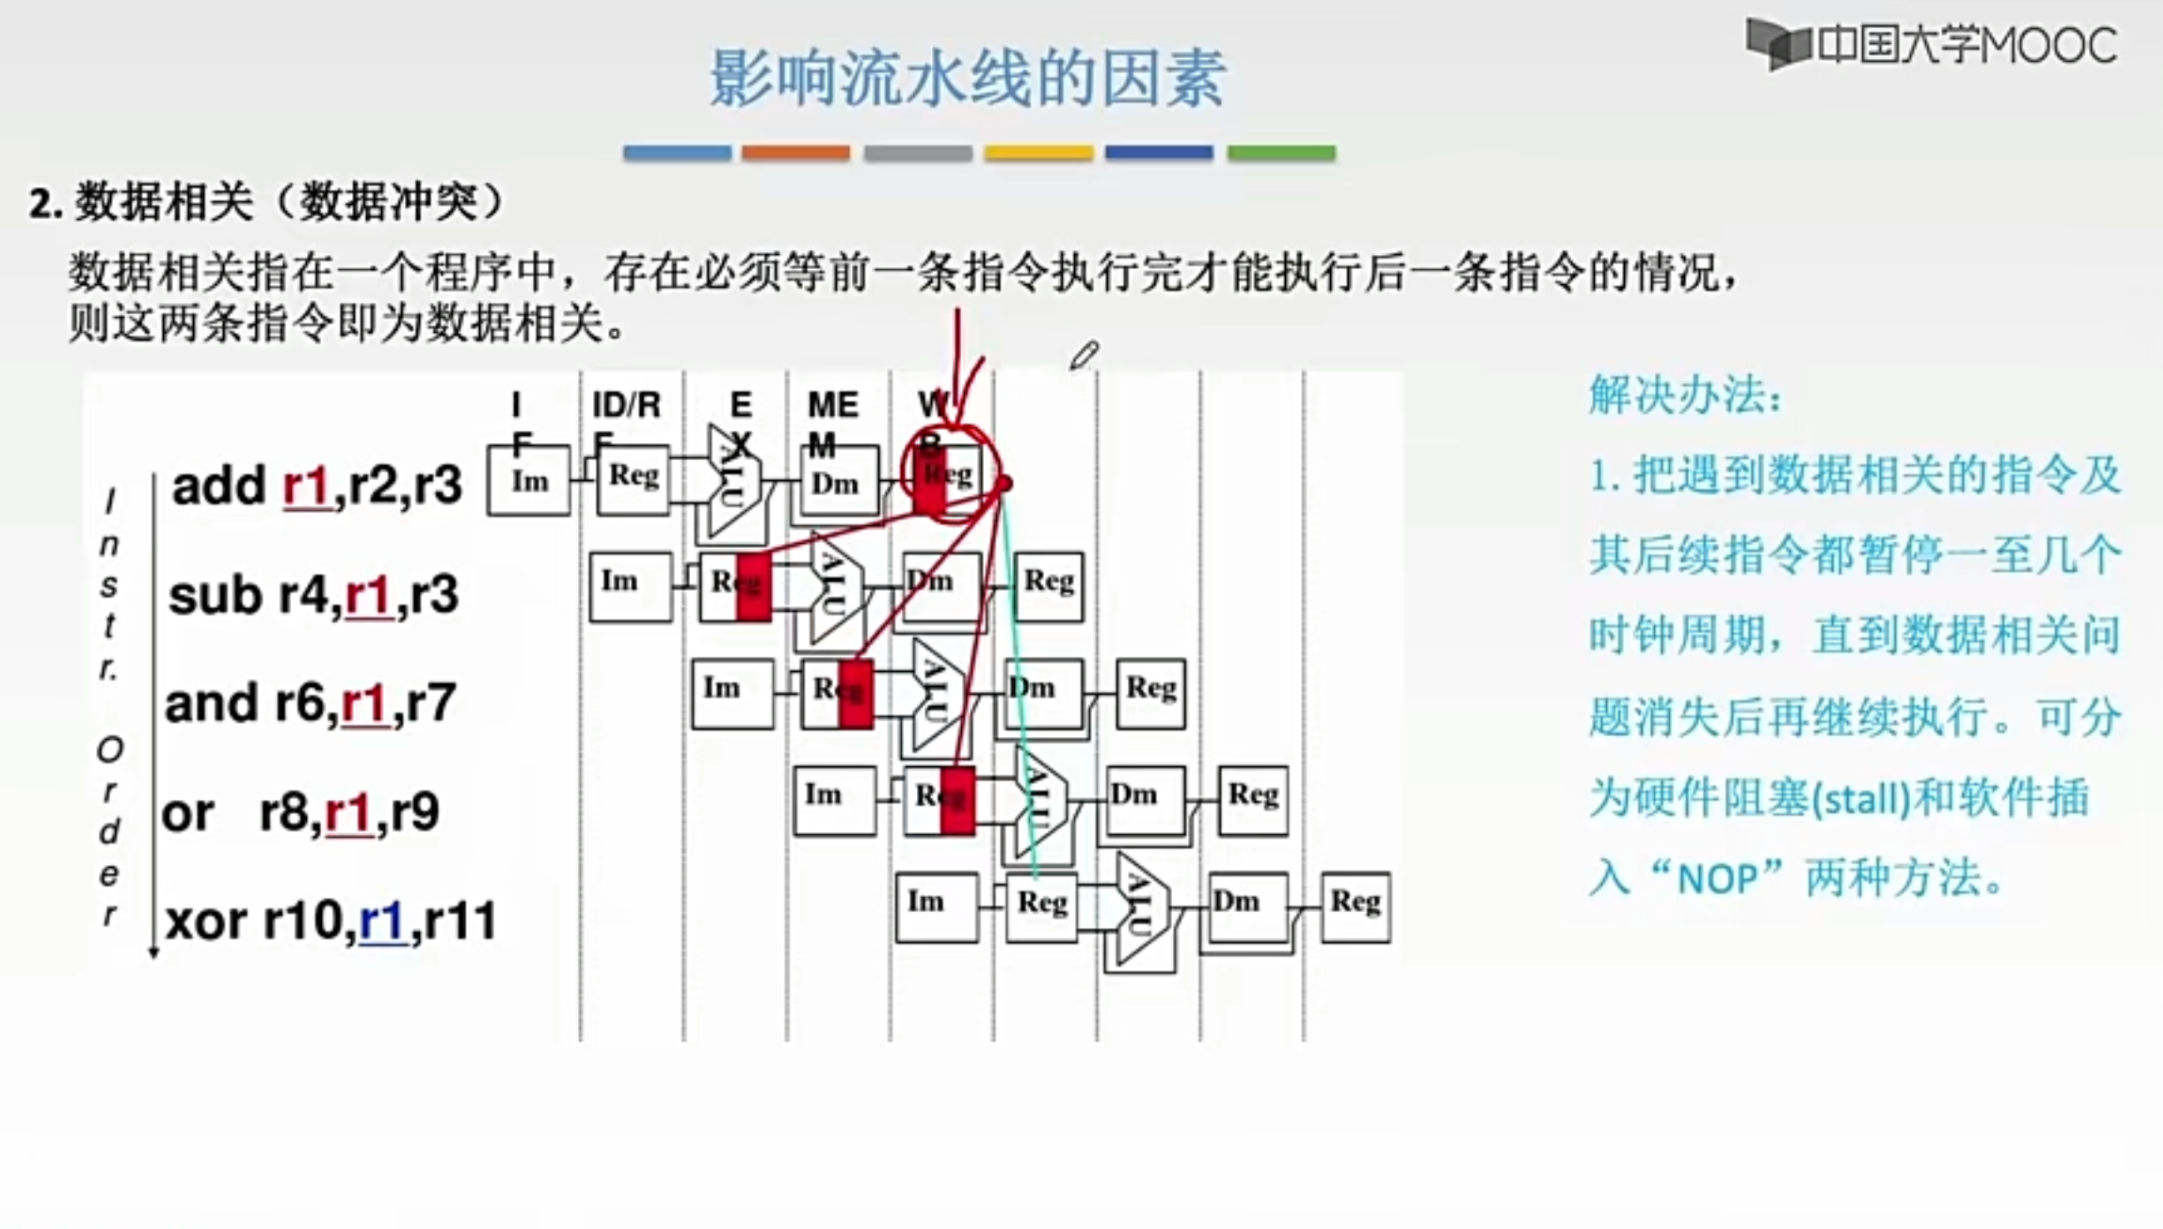 中国大学MOOC
影响流水线的因素
2. 数据相关（数据冲突）
数据相关指在一个程序中，存在必须等前一条指令执行完才能执行后一条指令的情况，
则这两条指令即为数据相关。
I
F
ID/R
F
E
X
ME
M
W
B
Instr. Order
add r1,r2,r3
Im
Reg
ALU
Dm
Reg
sub r4,r1,r3
Im
Reg
ALU
Dm
Reg
and r6,r1,r7
Im
Reg
ALU
Dm
Reg
or r8,r1,r9
Im
Reg
ALU
Dm
Reg
xor r10,r1,r11
Im
Reg
ALU
Dm
Reg
解决办法：
1. 把遇到数据相关的指令及
其后续指令都暂停一至几个
时钟周期，直到数据相关问
题消失后再继续执行。可分
为硬件阻塞(stall)和软件插
入“NOP”两种方法。